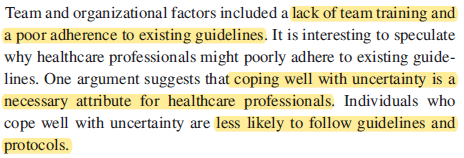 Team and organizational factors included a lack of team training and
a poor adherence to existing guidelines. It is interesting to speculate
why healthcare professionals might poorly adhere to existing guide-
lines. One argument suggests that coping well with uncertainty is a
necessary attribute for healthcare professionals. Individuals who
cope well with uncertainty are less likely to follow guidelines and
protocols.